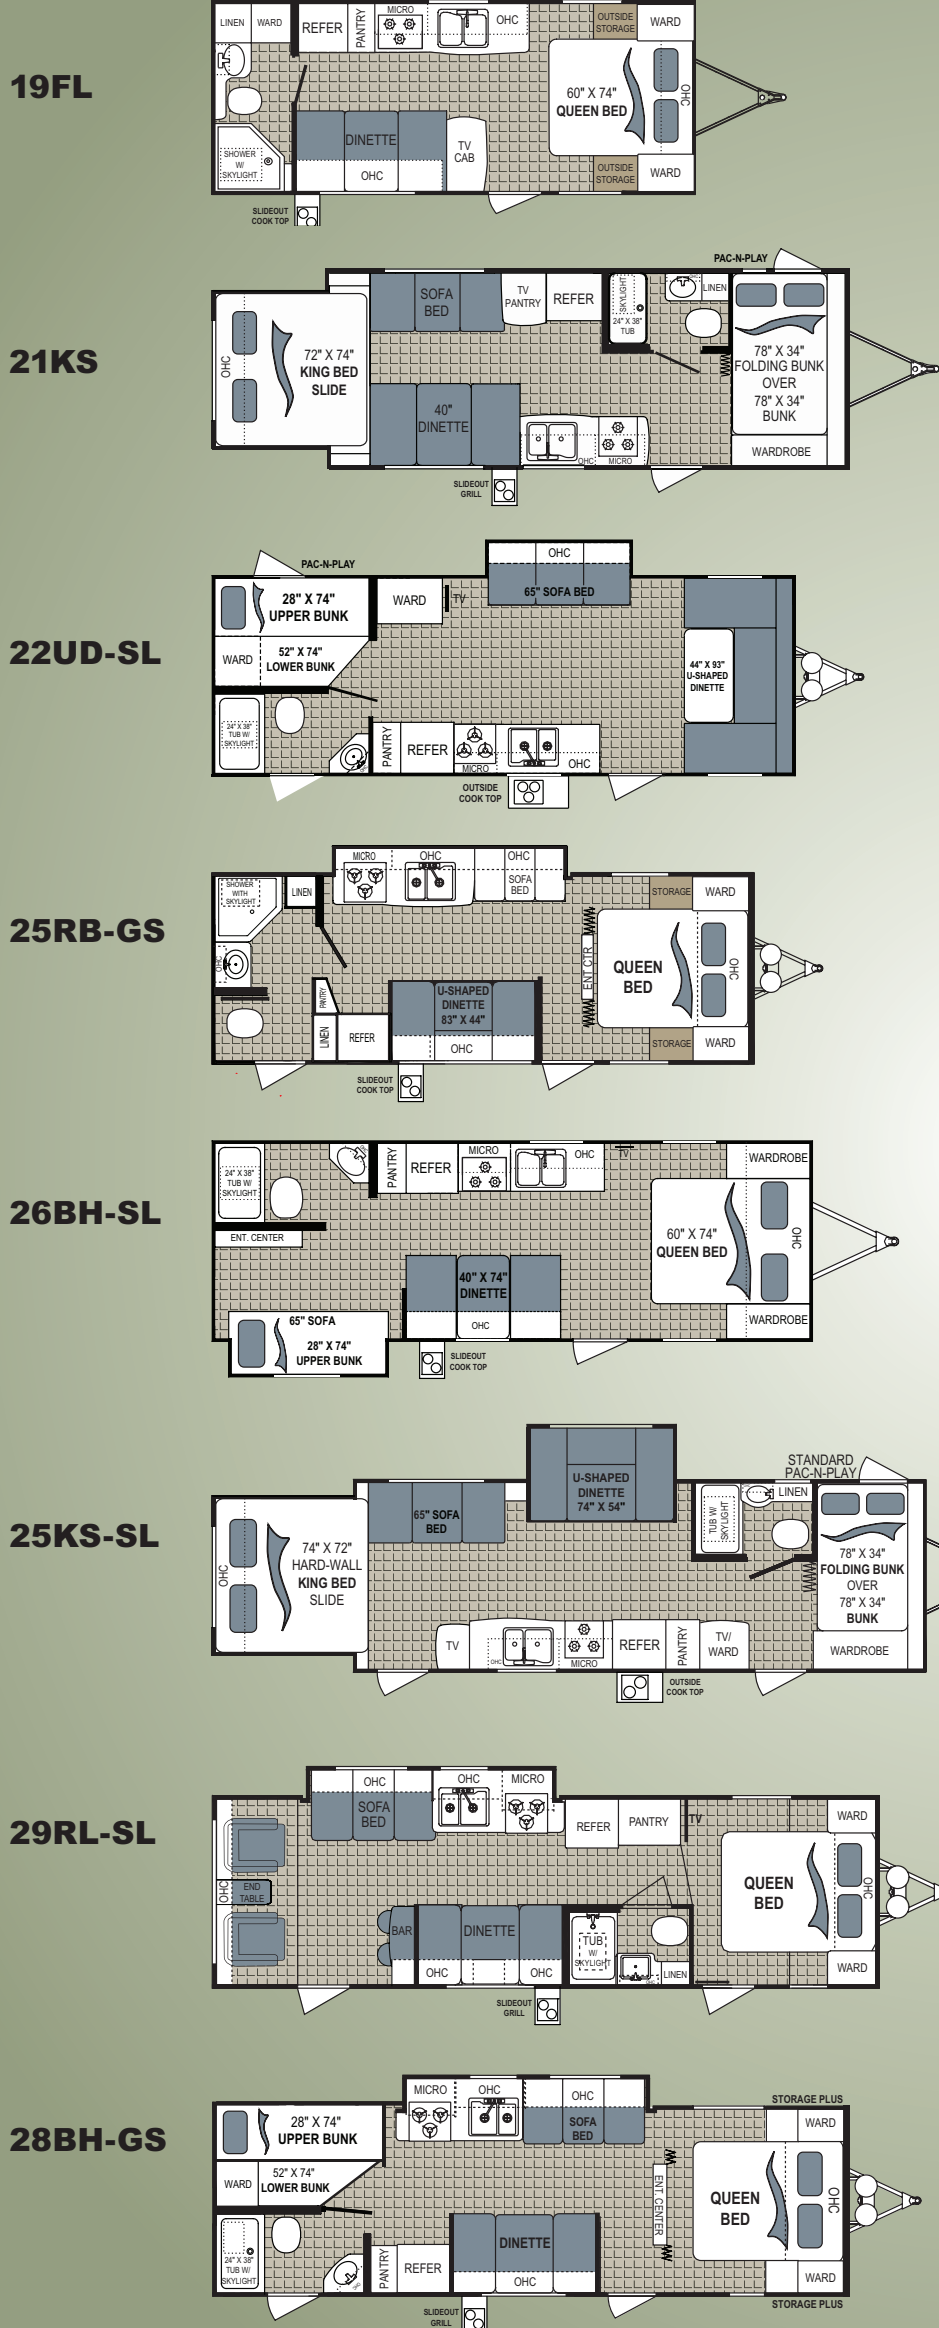 19FL
LINEN
WARD
REFER
PANTRY
MICRO
OHC
OUTSIDE
STORAGE
WARD
60" X 74"
QUEEN BED
OHC
DINETTE
OHC
TV
CAB
SHOWER
W/
SKYLIGHT
OUTSIDE
STORAGE
WARD
SLIDEOUT
COOK TOP
21KS
PAC-N-PLAY
OHC
72" X 74"
KING BED
SLIDE
SOFA
BED
TV
PANTRY
REFER
SKYLIGHT
24" X 38"
TUB
LINEN
78" X 34"
FOLDING BUNK
OVER
78" X 34"
BUNK
40"
DINETTE
OHC
MICRO
WARDROBE
SLIDEOUT
GRILL
22UD-SL
PAC-N-PLAY
28" X 74"
UPPER BUNK
WARD
52" X 74"
LOWER BUNK
WARD
TV
OHC
65" SOFA BED
44" X 93"
U-SHAPED
DINETTE
24" X 38"
TUB W/
SKYLIGHT
PANTRY
REFER
MICRO
OHC
OUTSIDE
COOK TOP
25RB-GS
SHOWER
WITH
SKYLIGHT
LINEN
MICRO
OHC
OHC
SOFA
BED
STORAGE
WARD
OHC
ENT CTR
QUEEN
BED
OHC
PANTRY
LINEN
REFER
U-SHAPED
DINETTE
83" X 44"
OHC
STORAGE
WARD
SLIDEOUT
COOK TOP
26BH-SL
24" X 38"
TUB W/
SKYLIGHT
PANTRY
REFER
MICRO
OHC
TV
WARDROBE
ENT. CENTER
60" X 74"
QUEEN BED
OHC
40" X 74"
DINETTE
OHC
65" SOFA
28" X 74"
UPPER BUNK
WARDROBE
SLIDEOUT
COOK TOP
25KS-SL
STANDARD
PAC-N-PLAY
OHC
74" X 72"
HARD-WALL
KING BED
SLIDE
65" SOFA
BED
U-SHAPED
DINETTE
74" X 54"
TUB W/
SKYLIGHT
LINEN
78" X 34"
FOLDING BUNK
OVER
78" X 34"
BUNK
TV
OHC
MICRO
REFER
PANTRY
TV/
WARD
WARDROBE
OUTSIDE
COOK TOP
29RL-SL
OHC
SOFA
BED
OHC
MICRO
REFER
PANTRY
TV
WARD
OHC
END
TABLE
QUEEN
BED
OHC
BAR
DINETTE
OHC
OHC
TUB
W/
SKYLIGHT
LINEN
WARD
SLIDEOUT
GRILL
28BH-GS
28" X 74"
UPPER BUNK
WARD
52" X 74"
LOWER BUNK
MICRO
OHC
OHC
SOFA
BED
STORAGE PLUS
WARD
ENT. CENTER
QUEEN
BED
OHC
24" X 38"
TUB W/
SKYLIGHT
PANTRY
REFER
DINETTE
OHC
WARD
STORAGE PLUS
SLIDEOUT
GRILL